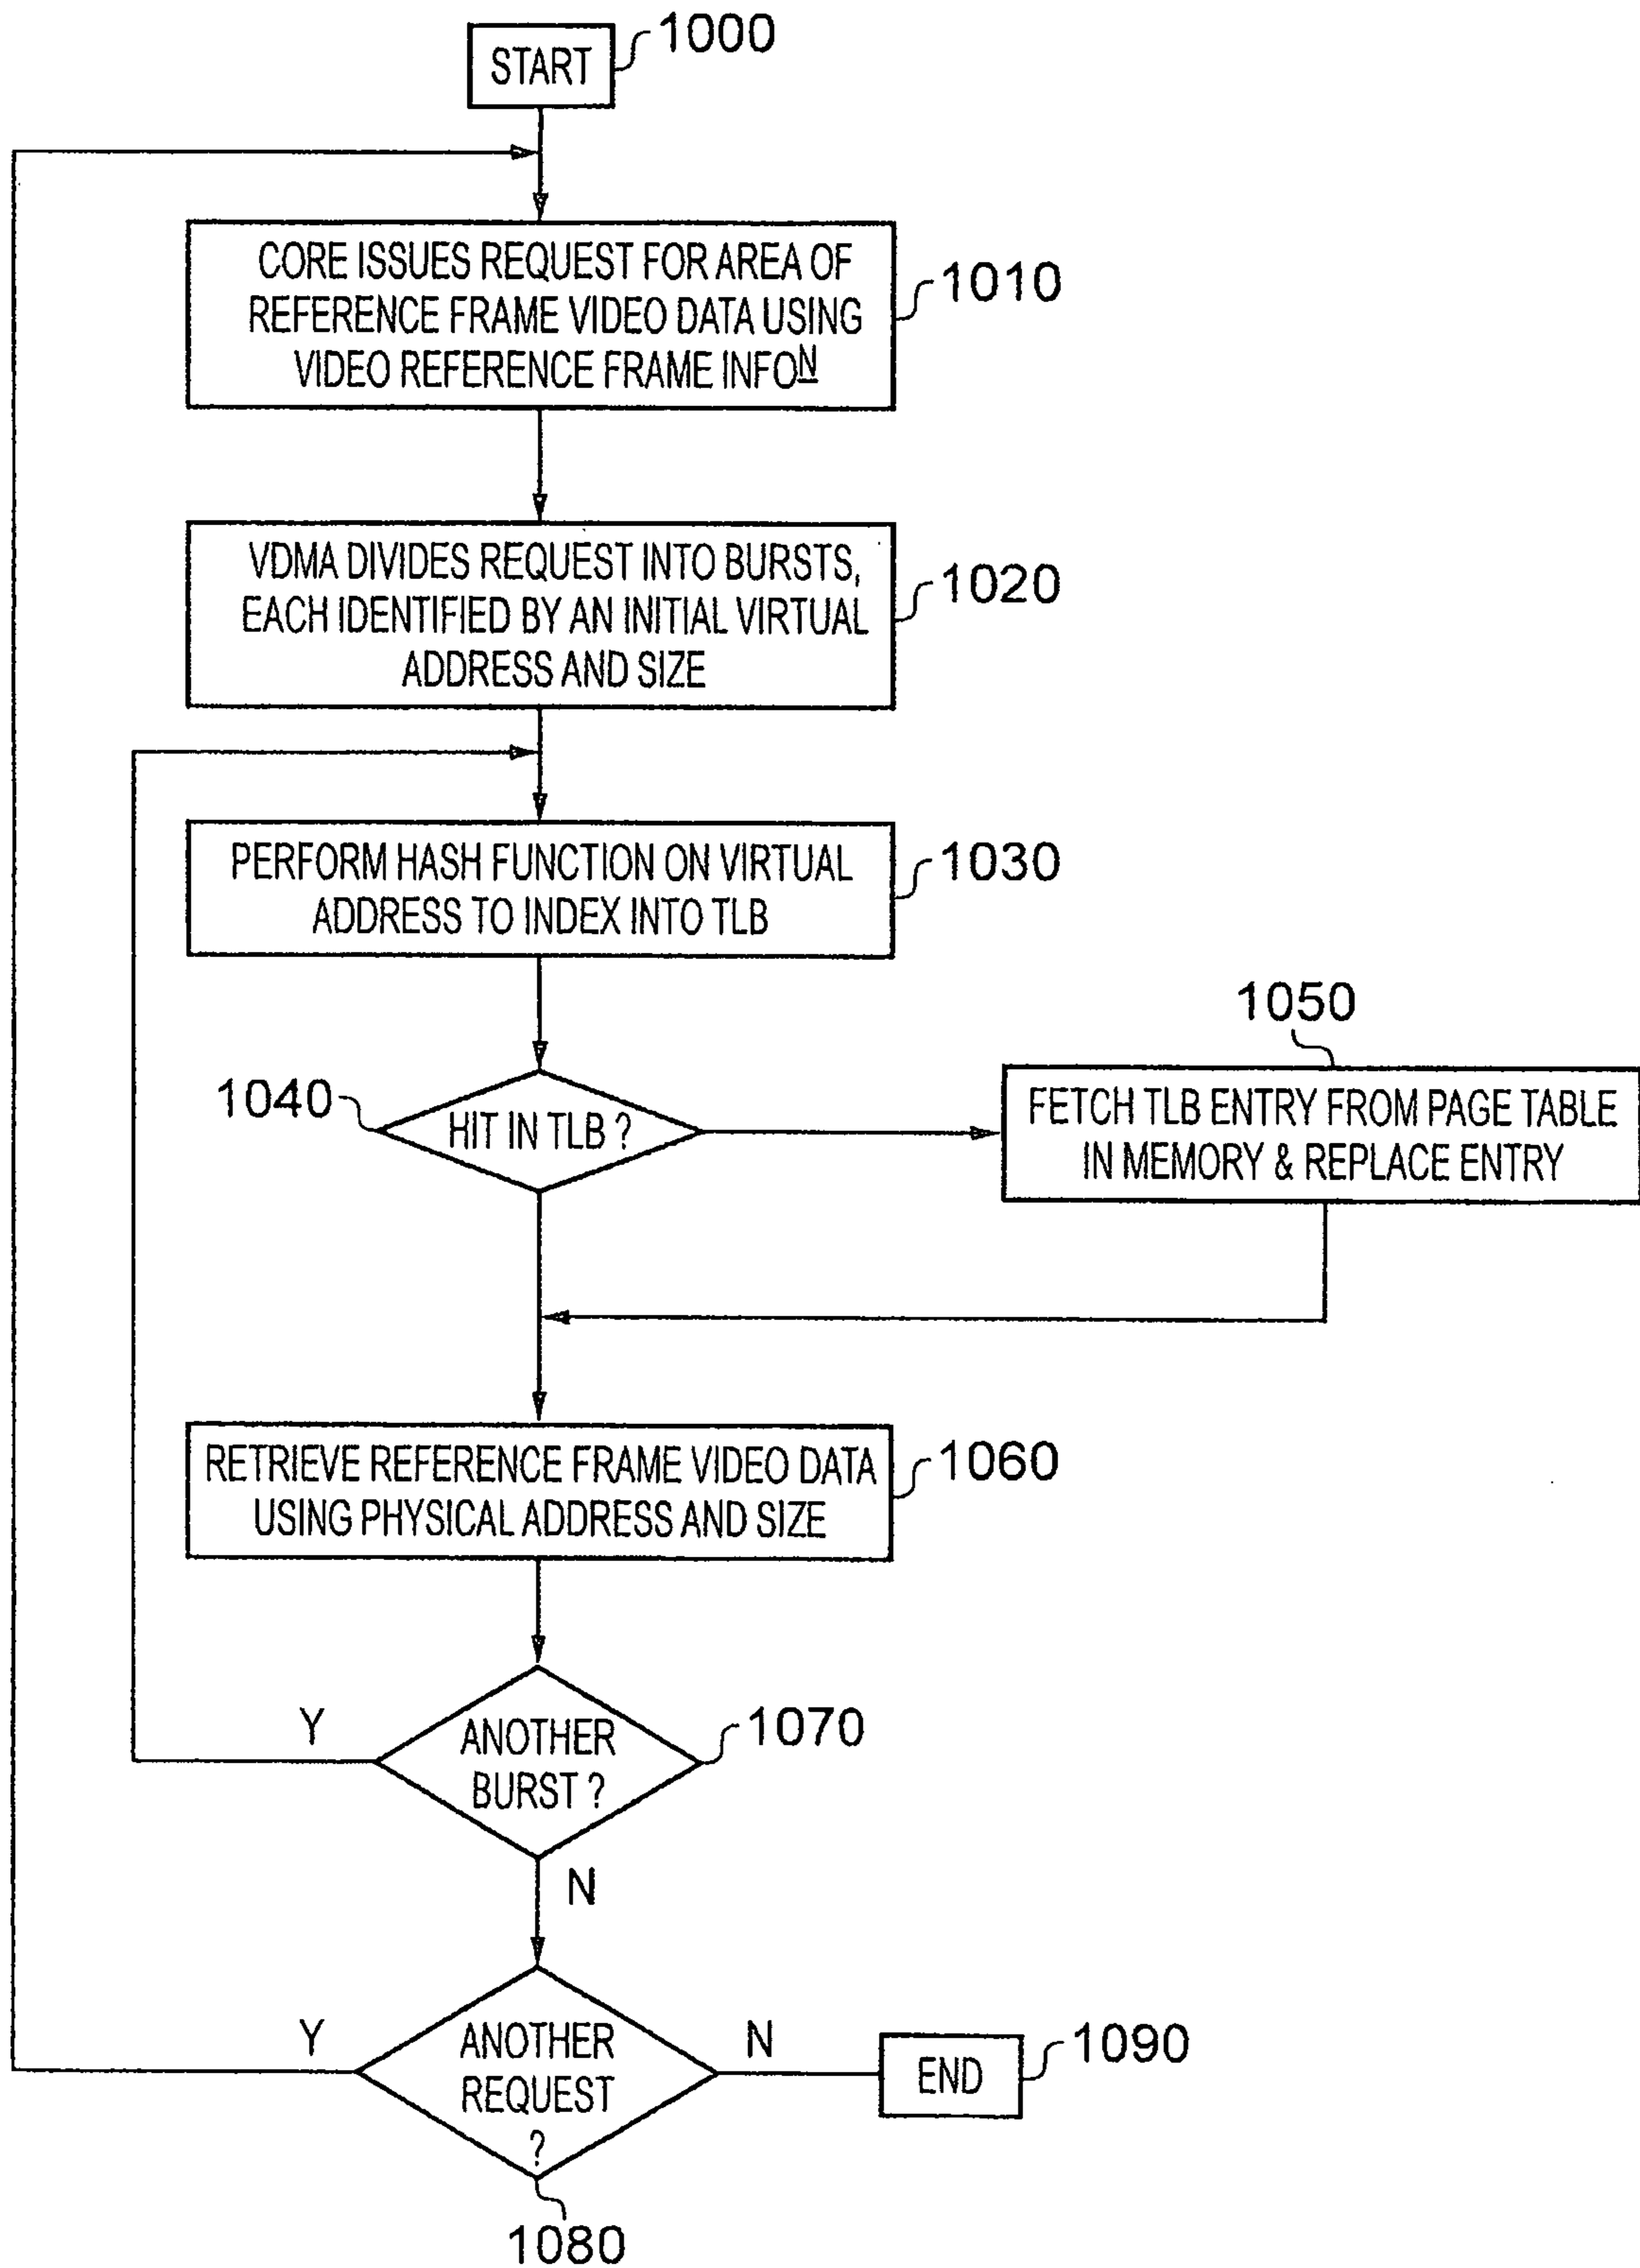 START
1000
CORE ISSUES REQUEST FOR AREA OF
REFERENCE FRAME VIDEO DATA USING
VIDEO REFERENCE FRAME INFON
1010
VDMA DIVIDES REQUEST INTO BURSTS,
EACH IDENTIFIED BY AN INITIAL VIRTUAL
ADDRESS AND SIZE
1020
PERFORM HASH FUNCTION ON VIRTUAL
ADDRESS TO INDEX INTO TLB
1030
1040
HIT IN TLB ?
1050
FETCH TLB ENTRY FROM PAGE TABLE
IN MEMORY & REPLACE ENTRY
RETRIEVE REFERENCE FRAME VIDEO DATA
USING PHYSICAL ADDRESS AND SIZE
1060
Y
ANOTHER
BURST ?
1070
N
Y
ANOTHER
REQUEST
?
N
END
1090
1080